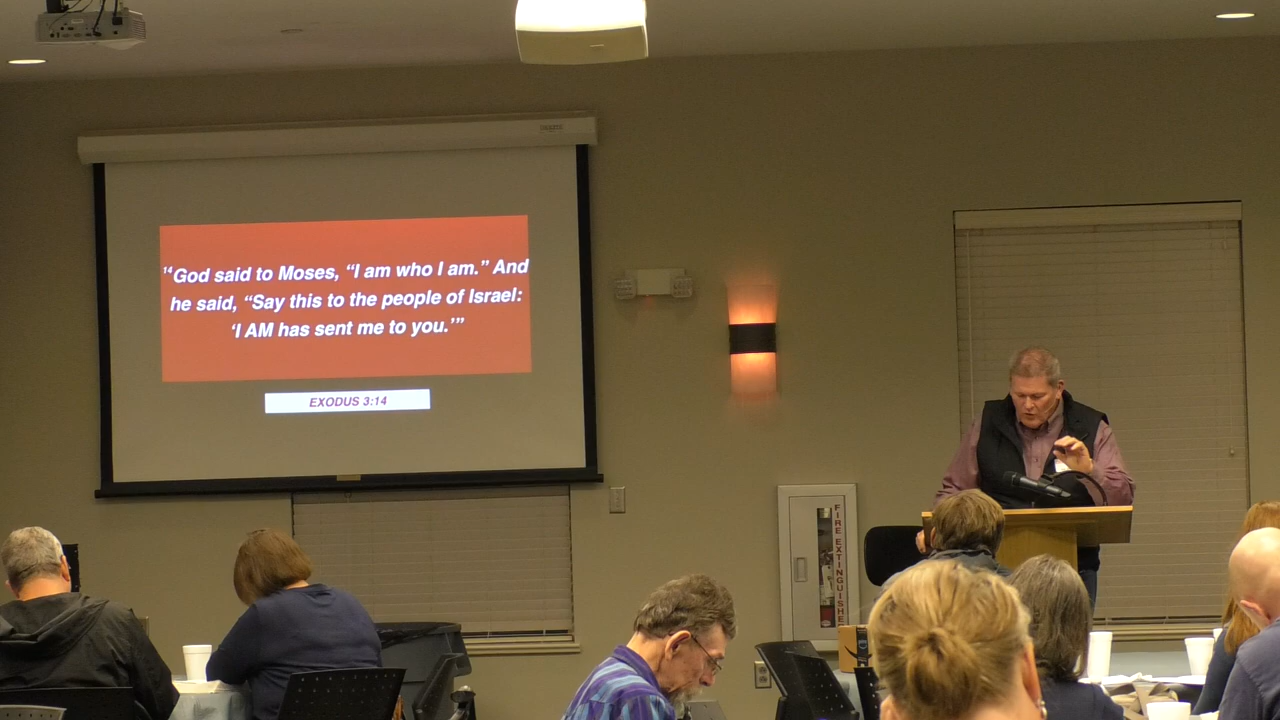 ¹⁴God said to Moses, “I am who I am.” And
he said, “Say this to the people of Israel:
‘I AM has sent me to you.’”
EXODUS 3:14
FIRE EXTINGUISHER